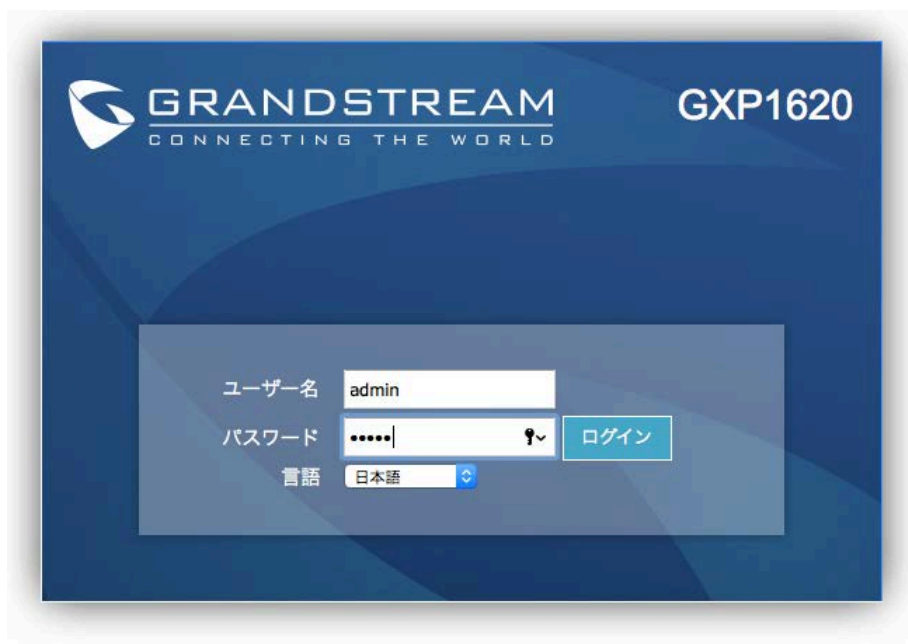 GRANDSTREAM
CONNECTING THE WORLD
GXP1620
ユーザー名 admin
パスワード ••••• ログイン
言語 日本語